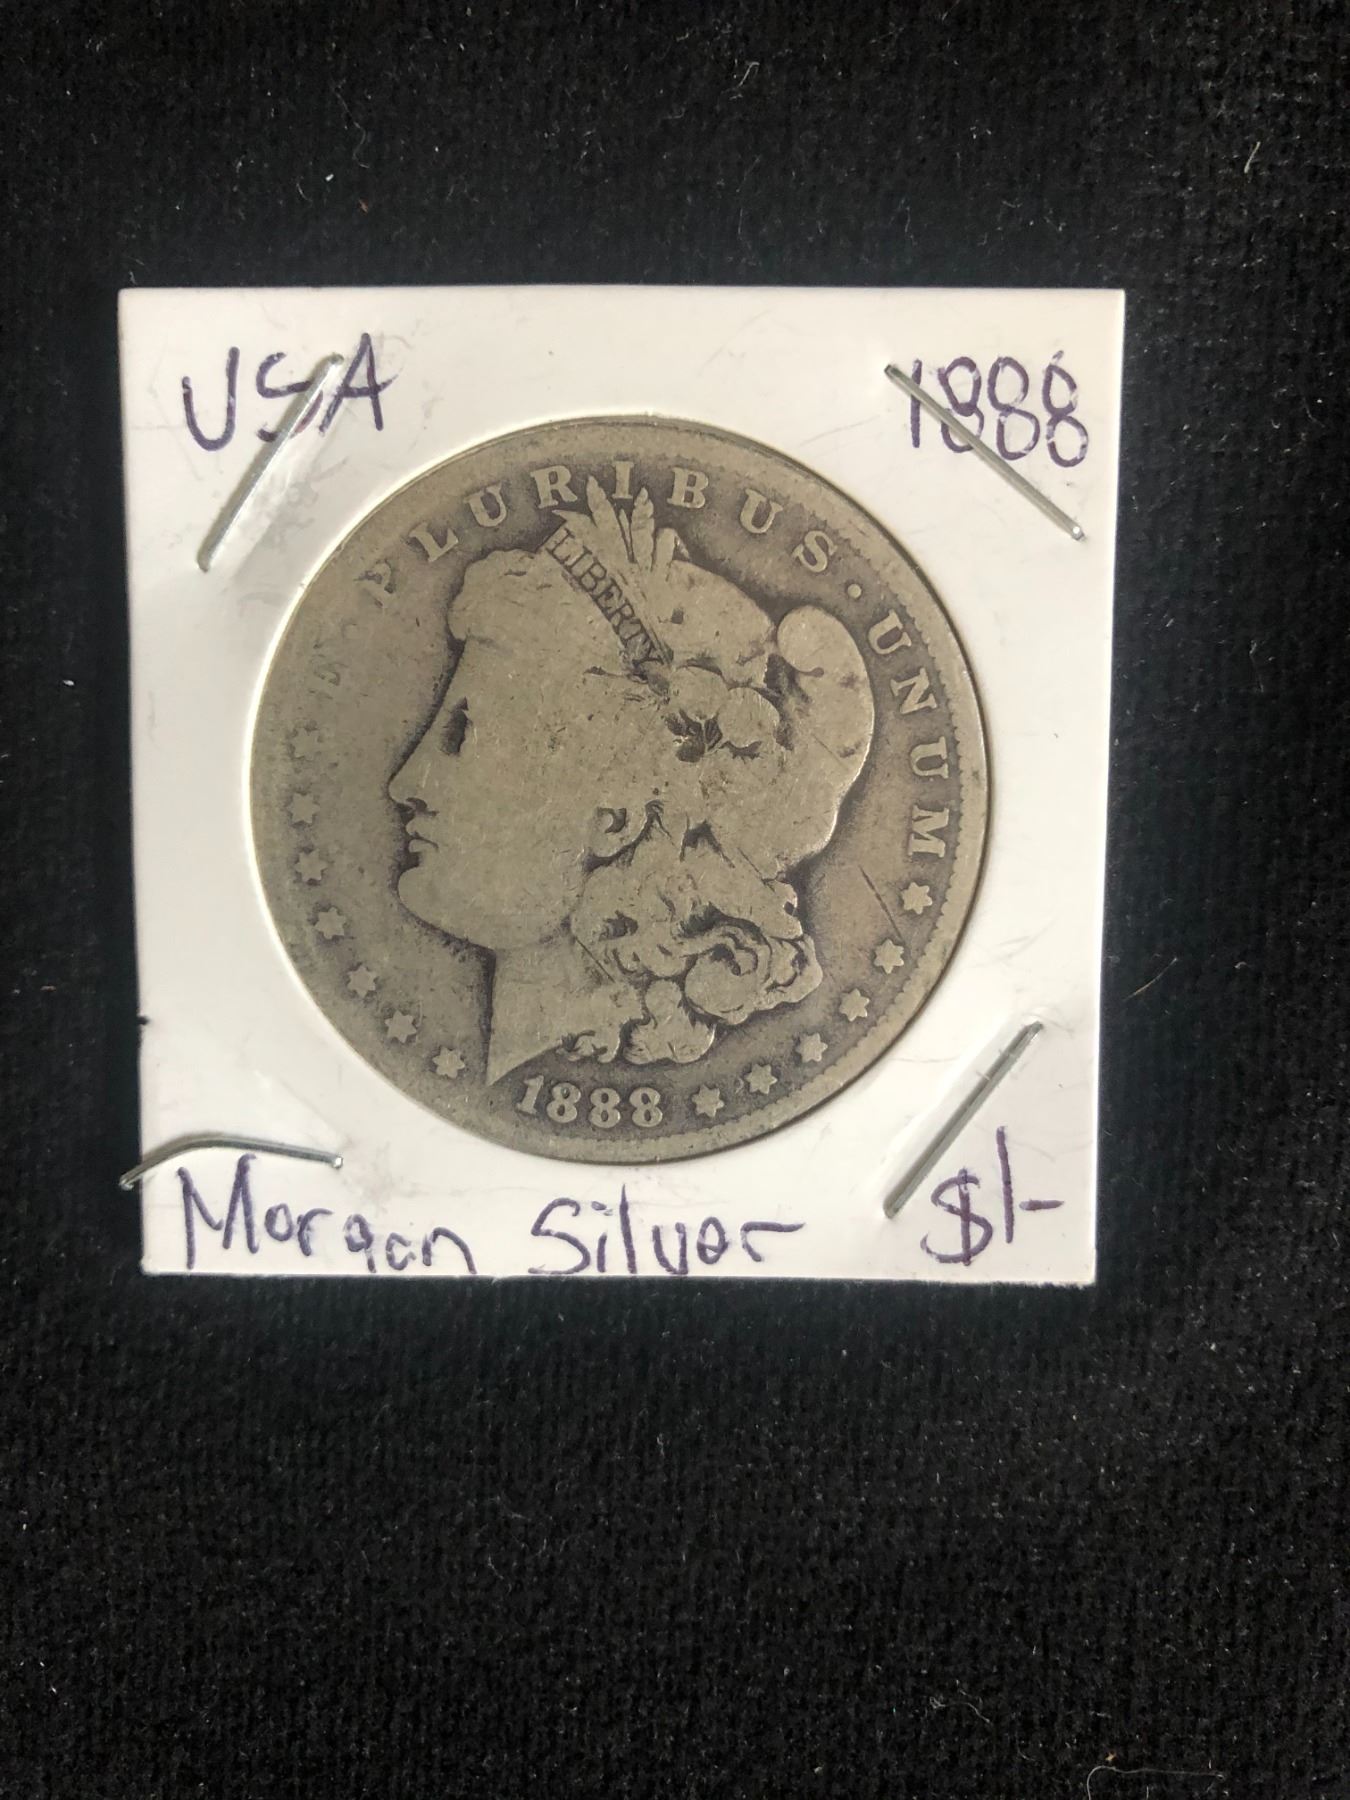 USA 1888
E · PLURIBUS · UNUM
LIBERTY
1888
Morgan Silver $1-